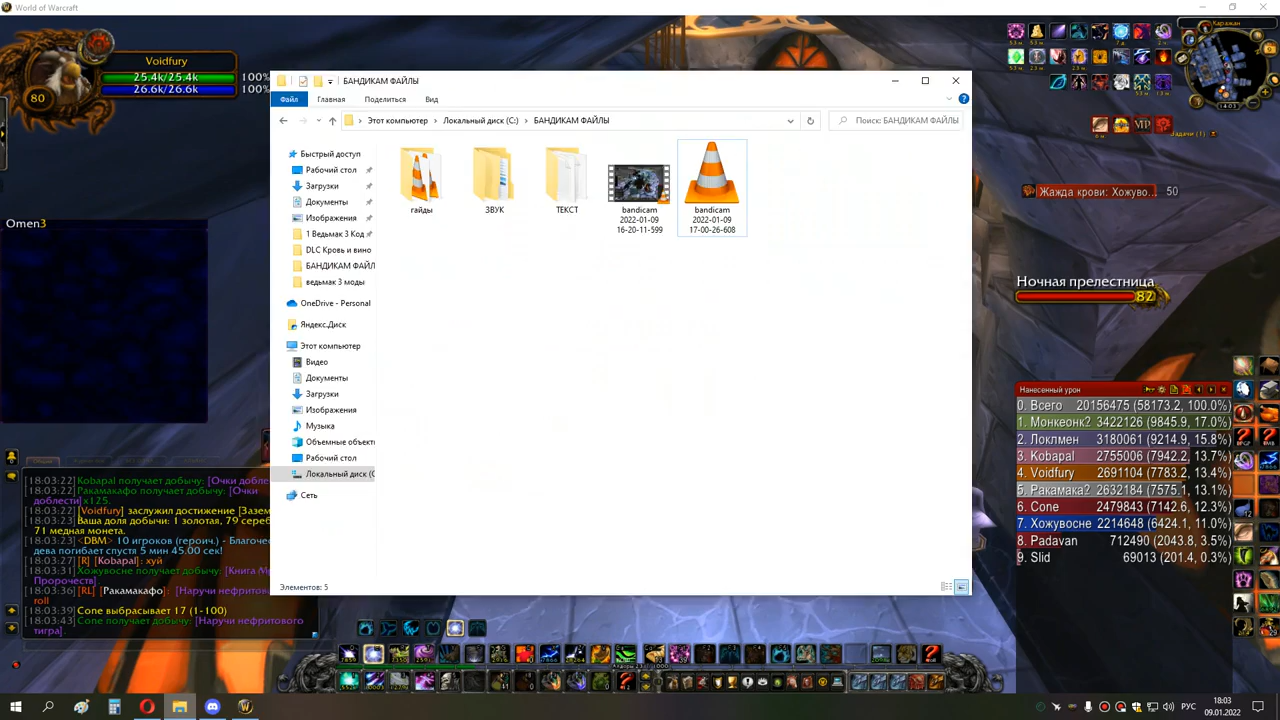 World of Warcraft
Voidfury
25.4k/25.4k 100%
26.6k/26.6k 100%
80
Omen3
БАНДИКАМ ФАЙЛЫ
Файл Главная Поделиться Вид
Этот компьютер Локальный диск (C:) БАНДИКАМ ФАЙЛЫ
Поиск: БАНДИКАМ ФАЙЛЫ
Быстрый доступ
Рабочий стол
Загрузки
Документы
Изображения
1 Ведьмак 3 Код
DLC Кровь и вино
БАНДИКАМ ФАЙЛ
ведьмак 3 моды
OneDrive - Personal
Яндекс.Диск
Этот компьютер
Видео
Документы
Загрузки
Изображения
Музыка
Объемные объект
Рабочий стол
Локальный диск (C
Сеть
гайды
ЗВУК
ТЕКСТ
bandicam
2022-01-09
16-20-11-599
bandicam
2022-01-09
17-00-26-608
Элементов: 5
Каражан
14:03
VIP
Задачи (1)
Жажда крови: Хожуво... 50
Ночная прелестница
82
Нанесенный урон
0. Всего 20156475 (58173.2, 100.0%)
1. Монкеонк2 3422126 (9845.9, 17.0%)
2. Локлмен 3180061 (9214.9, 15.8%)
3. Kobapal 2755006 (7942.2, 13.7%)
4. Voidfury 2691104 (7783.2, 13.4%)
5. Ракамака2 2632184 (7575.1, 13.1%)
6. Cone 2479843 (7142.6, 12.3%)
7. Хожувосне 2214648 (6424.1, 11.0%)
8. Padavan 712490 (2043.8, 3.5%)
9. Slid 69013 (201.4, 0.3%)
[18:03:22] Kobapal получает добычу: [Очки добле
[18:03:22] Ракамакафо получает добычу: [Очки
доблести]x125.
[18:03:22] [Voidfury] заслужил достижение [Зазем
[18:03:23] Ваша доля добычи: 1 золотая, 79 сереб
71 медная монета.
[18:03:23] <DBM> 10 игроков (героич.) - Благочес
дева погибает спустя 5 мин 45.00 сек!
[18:03:27] [R] [Kobapal]: хуй
[18:03:31] Хожувосне получает добычу: [Книга М
Пророчеств].
[18:03:36] [RL] [Ракамакафо]: [Наручи нефритово
roll
[18:03:39] Cone выбрасывает 17 (1-100)
[18:03:43] Cone получает добычу: [Наручи нефритового
тигра].
РУС
18:03
09.01.2022